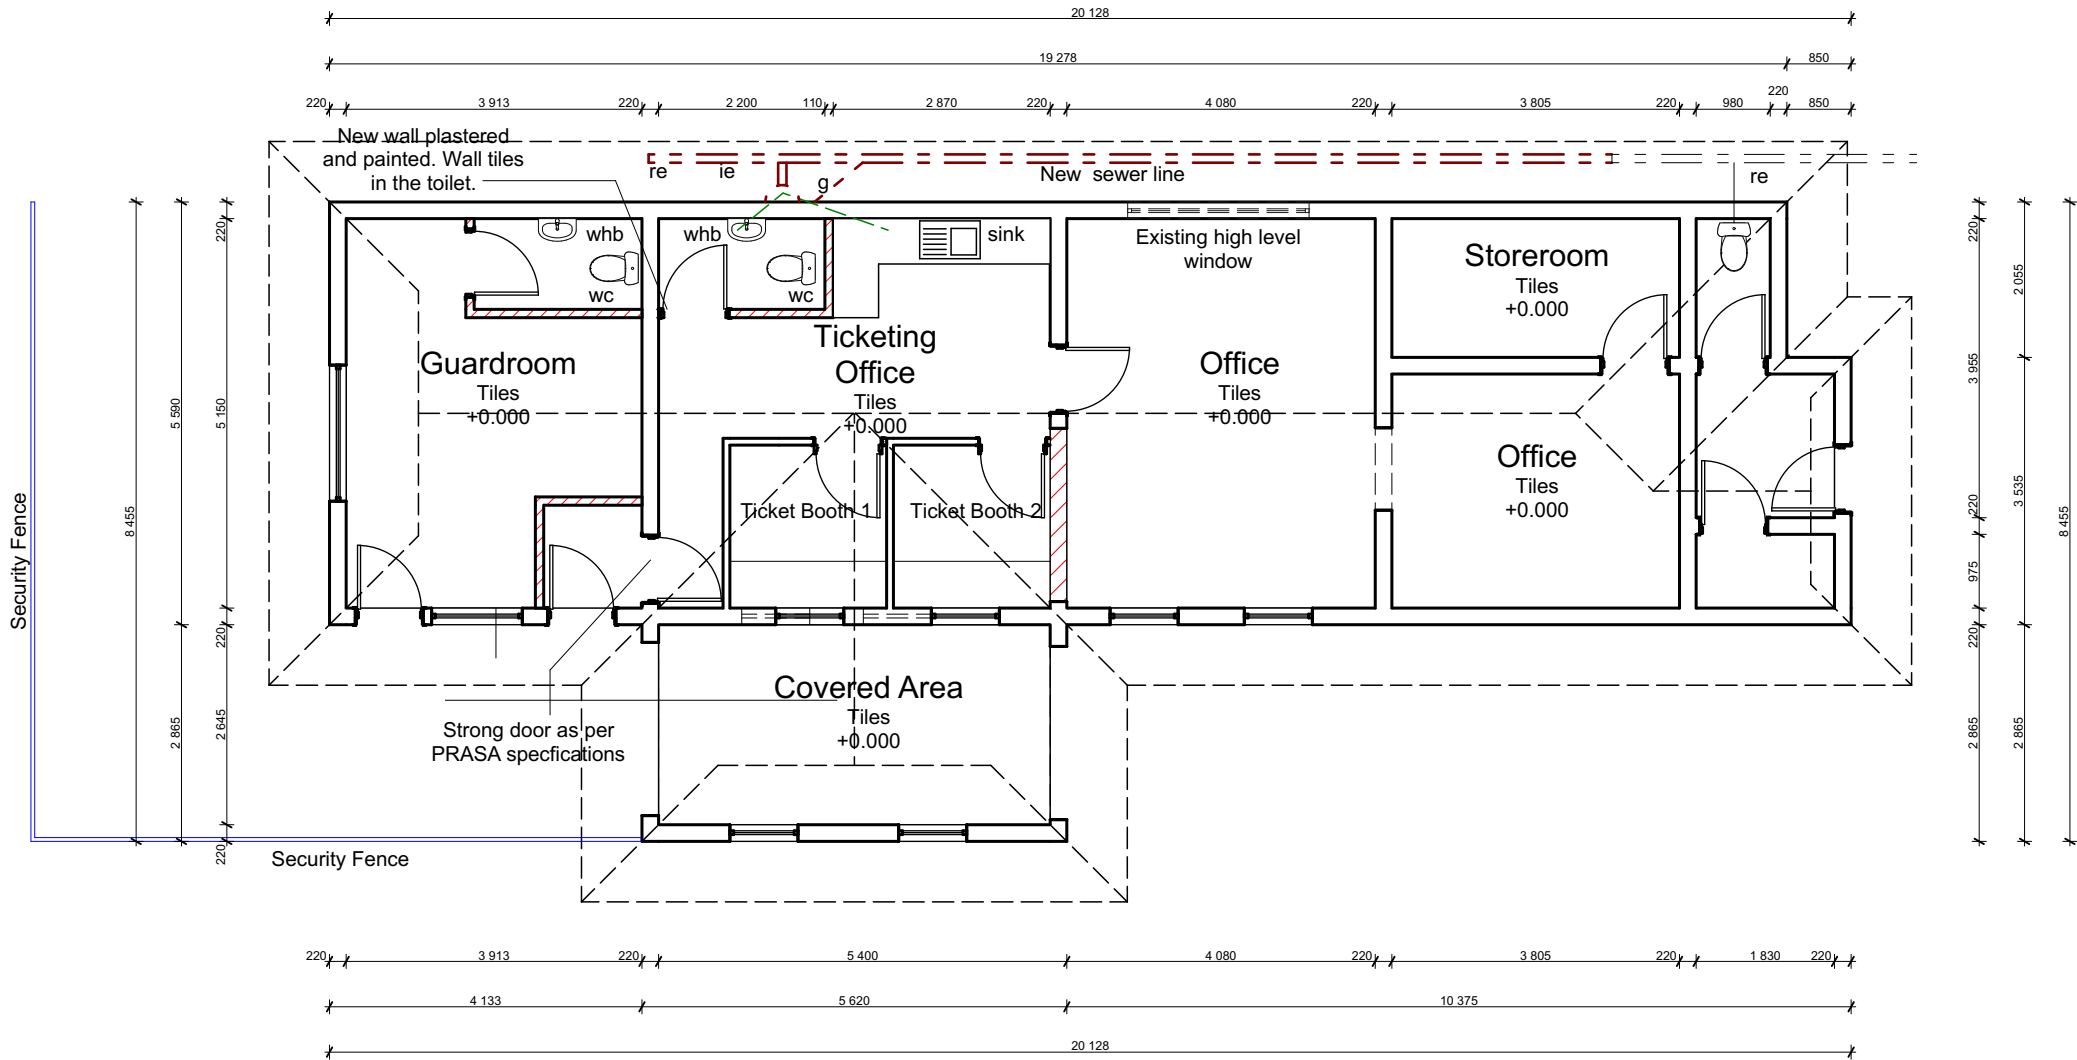 20 128
19 278
850
220
3 913
220
2 200
110
2 870
220
4 080
220
3 805
220
980
220
850
New wall plastered
and painted. Wall tiles
in the toilet.
re
ie
g
New sewer line
re
whb
wc
whb
wc
sink
Existing high level
window
Storeroom
Tiles
+0.000
Guardroom
Tiles
+0.000
Ticketing
Office
Tiles
+0.000
Office
Tiles
+0.000
Office
Tiles
+0.000
Ticket Booth 1
Ticket Booth 2
Covered Area
Tiles
+0.000
Strong door as per
PRASA specfications
Security Fence
Security Fence
8 455
5 590
2 865
220
5 150
220
2 645
220
220
3 955
220
975
220
2 865
2 055
3 535
2 865
8 455
220
3 913
220
5 400
4 080
220
3 805
220
1 830
220
4 133
5 620
10 375
20 128